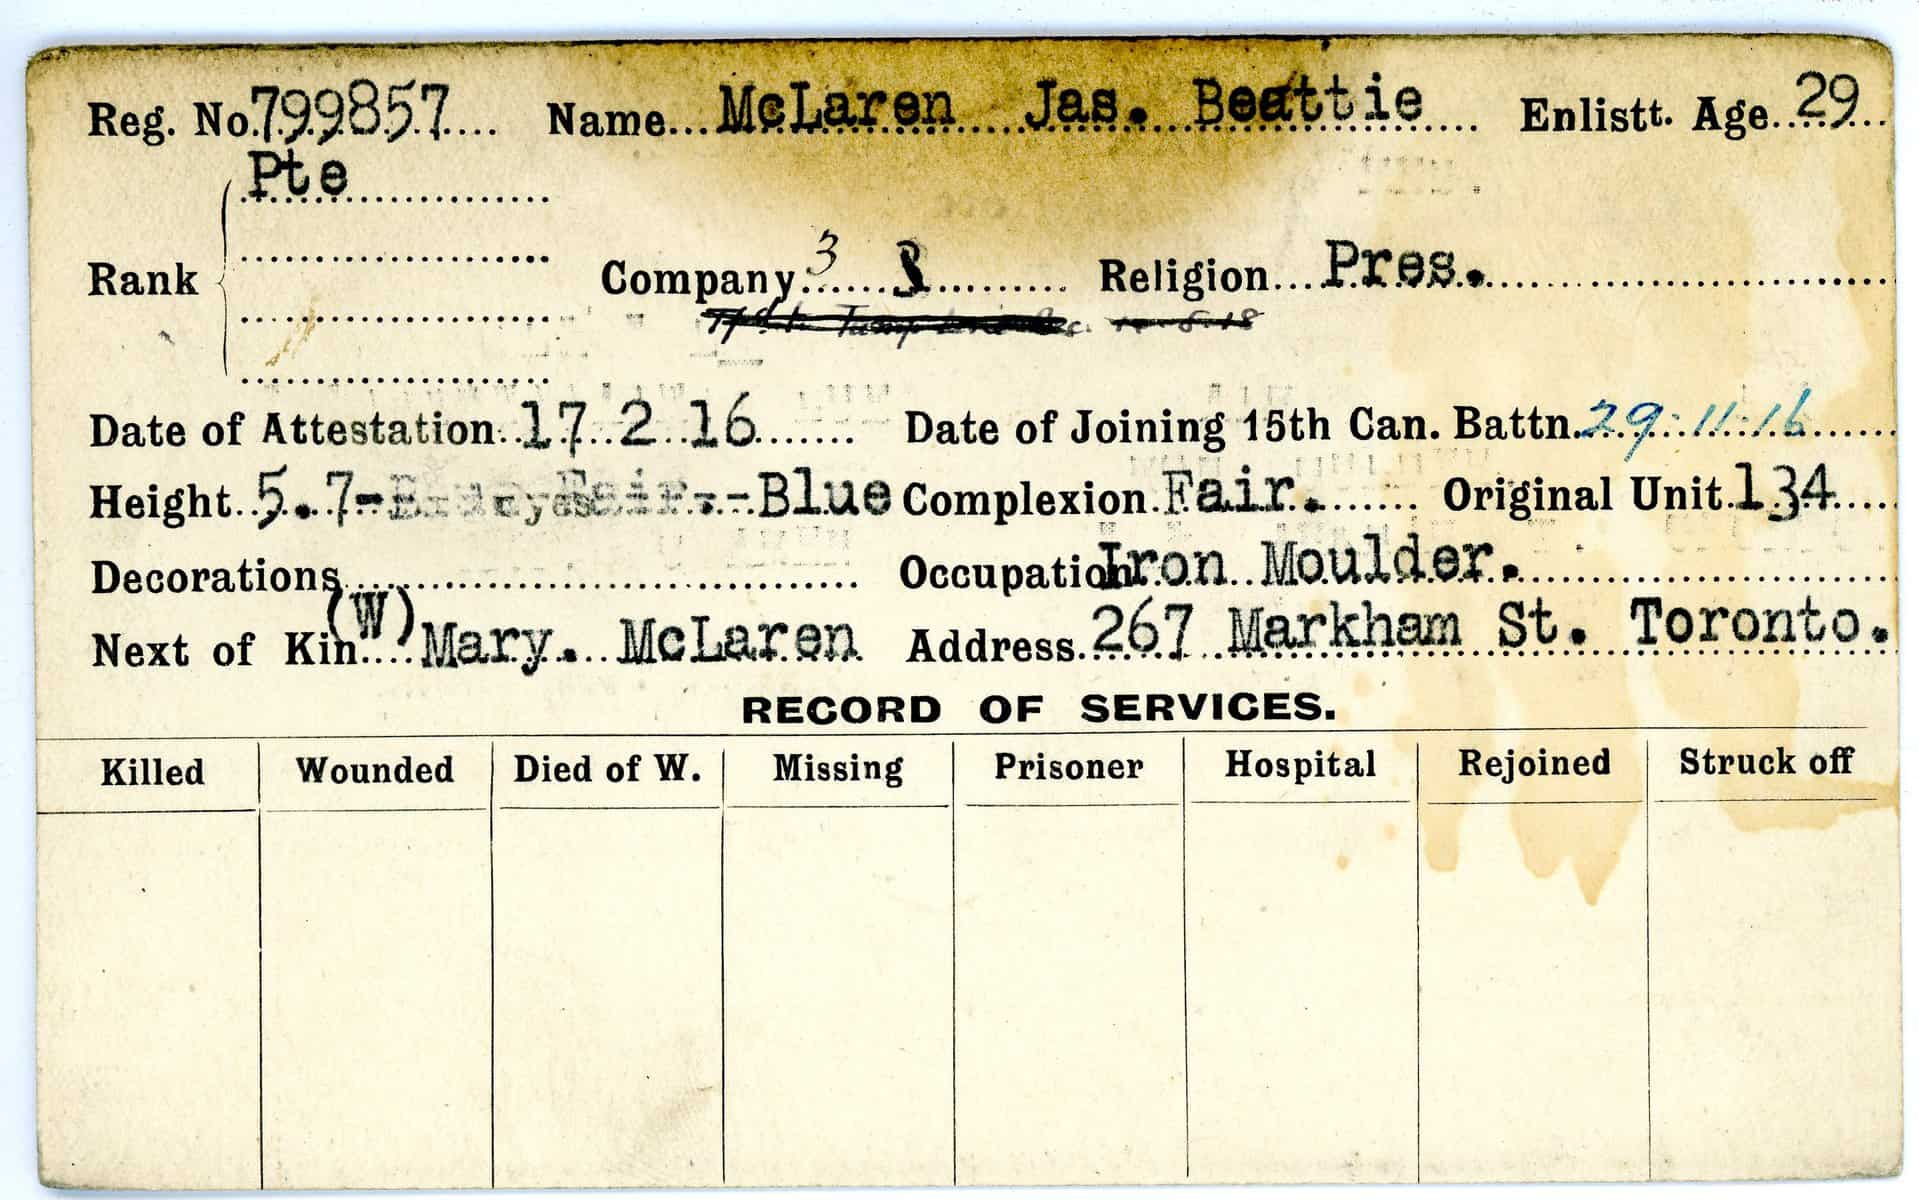 Reg. No. 799857 Name McLaren Jas. Beattie Enlistt. Age 29
Pte
Rank
Company 3 Religion Pres.
Date of Attestation 17 2 16 Date of Joining 15th Can. Battn. 29-11-16
Height 5.7- Fair.-Blue Complexion Fair. Original Unit 134
Decorations Occupation Iron Moulder.
Next of Kin (W) Mary. McLaren Address 267 Markham St. Toronto.
RECORD OF SERVICES.
Killed Wounded Died of W. Missing Prisoner Hospital Rejoined Struck off